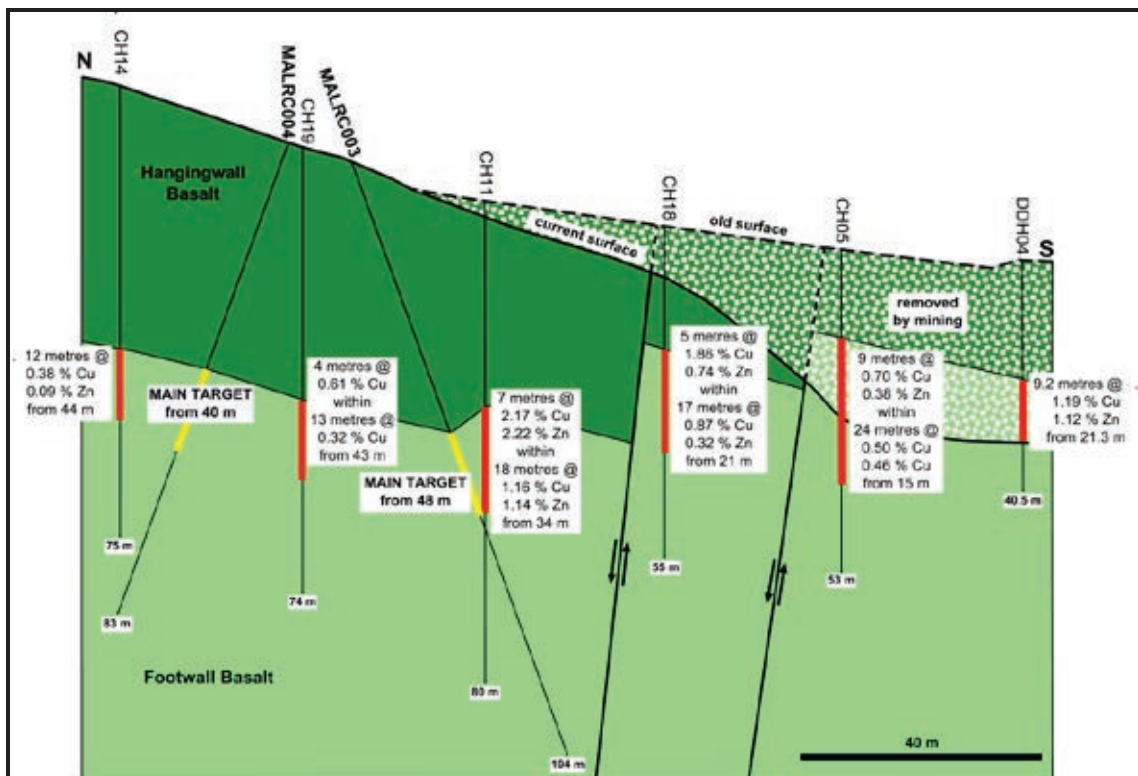 N
CH14
MALRC004
CH19
MALRC003
CH11
CH18
CH05
DDH04
S
Hangingwall
Basalt
current surface
old surface
removed
by mining
12 metres @
0.38 % Cu
0.09 % Zn
from 44 m
MAIN TARGET
from 40 m
4 metres @
0.61 % Cu
within
13 metres @
0.32 % Cu
from 43 m
MAIN TARGET
from 48 m
7 metres @
2.17 % Cu
2.22 % Zn
within
18 metres @
1.16 % Cu
1.14 % Zn
from 34 m
5 metres @
1.86 % Cu
0.74 % Zn
within
17 metres @
0.87 % Cu
0.32 % Zn
from 21 m
9 metres @
0.70 % Cu
0.38 % Zn within
24 metres @
0.50 % Cu
0.46 % Cu
from 15 m
9.2 metres @
1.19 % Cu
1.12 % Zn
from 21.3 m
40.5 m
75 m
83 m
74 m
80 m
104 m
55 m
53 m
Footwall Basalt
40 m